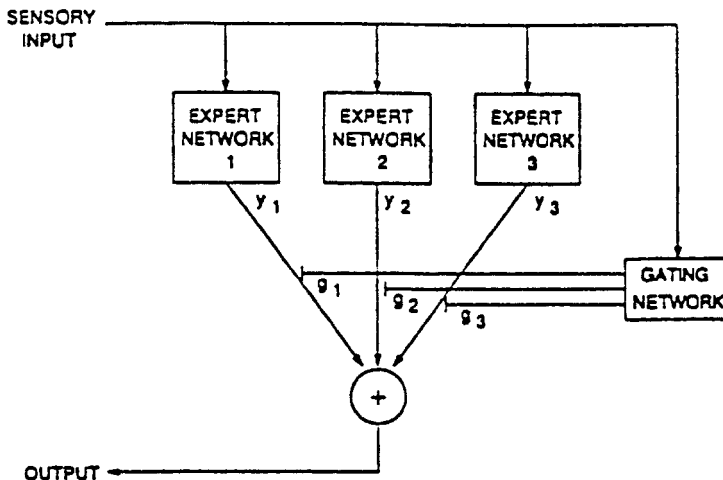 SENSORY
INPUT
EXPERT
NETWORK
1
EXPERT
NETWORK
2
EXPERT
NETWORK
3
y 1
y 2
y 3
GATING
NETWORK
g 1
g 2
g 3
+
OUTPUT